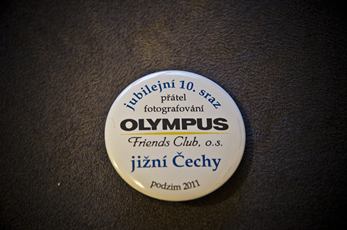 jubilejní 10. sraz
přátel
fotografování
OLYMPUS
Friends Club, o.s.
jižní Čechy
podzim 2011